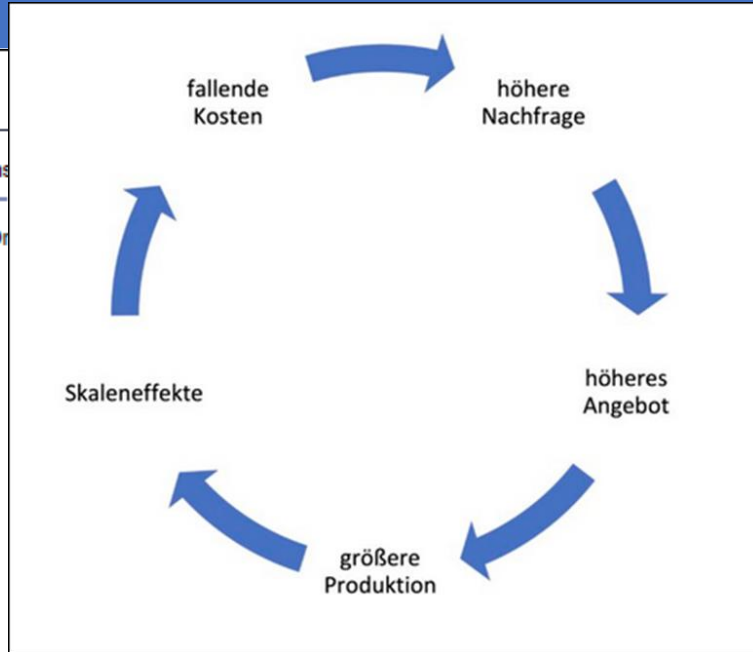 fallende
Kosten
höhere
Nachfrage
höheres
Angebot
größere
Produktion
Skaleneffekte